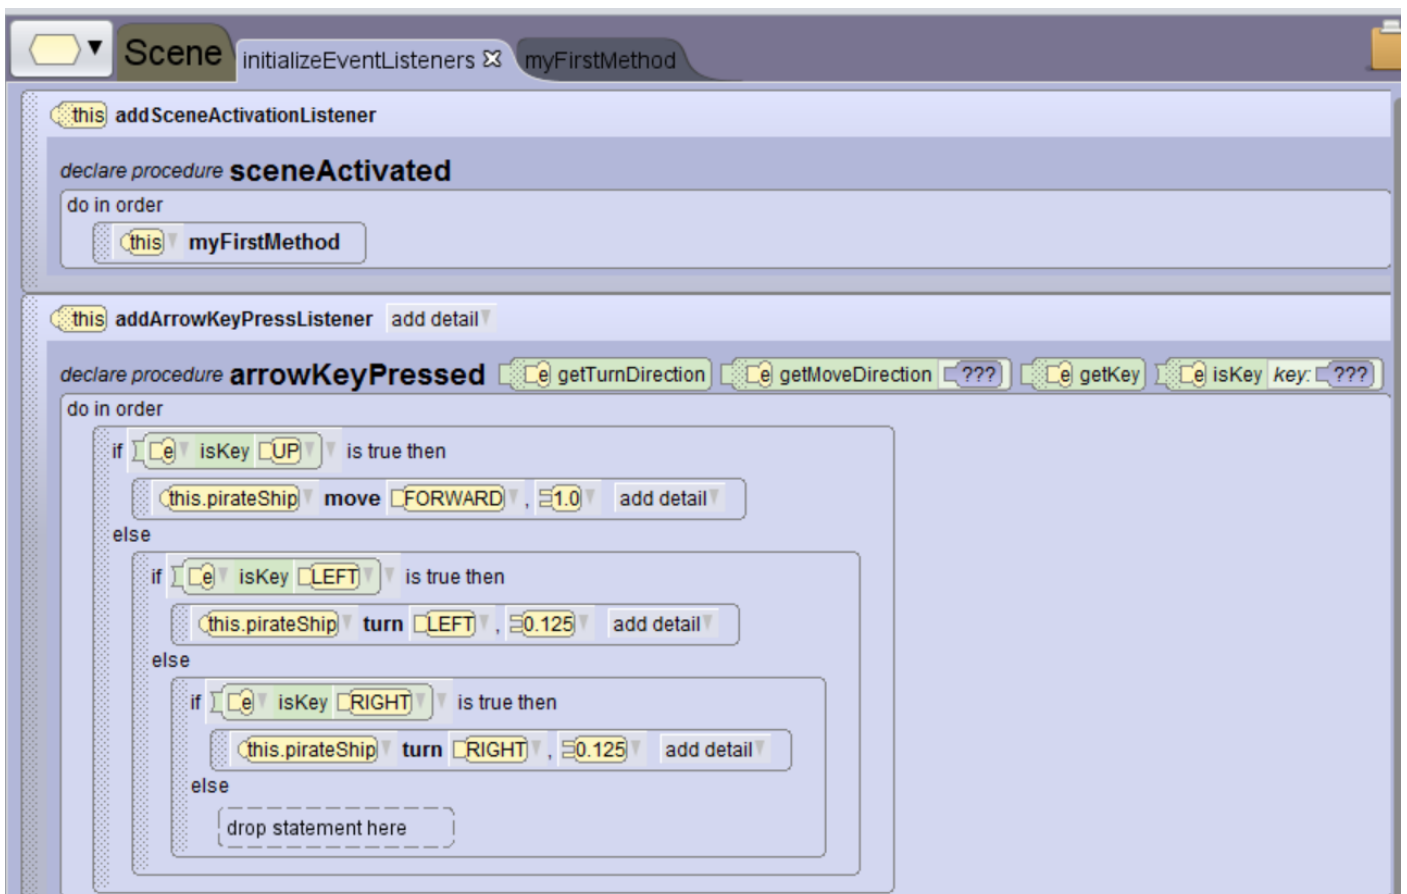 Scene initializeEventListeners myFirstMethod
this addSceneActivationListener
declare procedure sceneActivated
do in order
this myFirstMethod
this addArrowKeyPressListener add detail
declare procedure arrowKeyPressed e getTurnDirection e getMoveDirection ??? e getKey e isKey key: ???
do in order
if e isKey UP is true then
this.pirateShip move FORWARD , 1.0 add detail
else
if e isKey LEFT is true then
this.pirateShip turn LEFT , 0.125 add detail
else
if e isKey RIGHT is true then
this.pirateShip turn RIGHT , 0.125 add detail
else
drop statement here